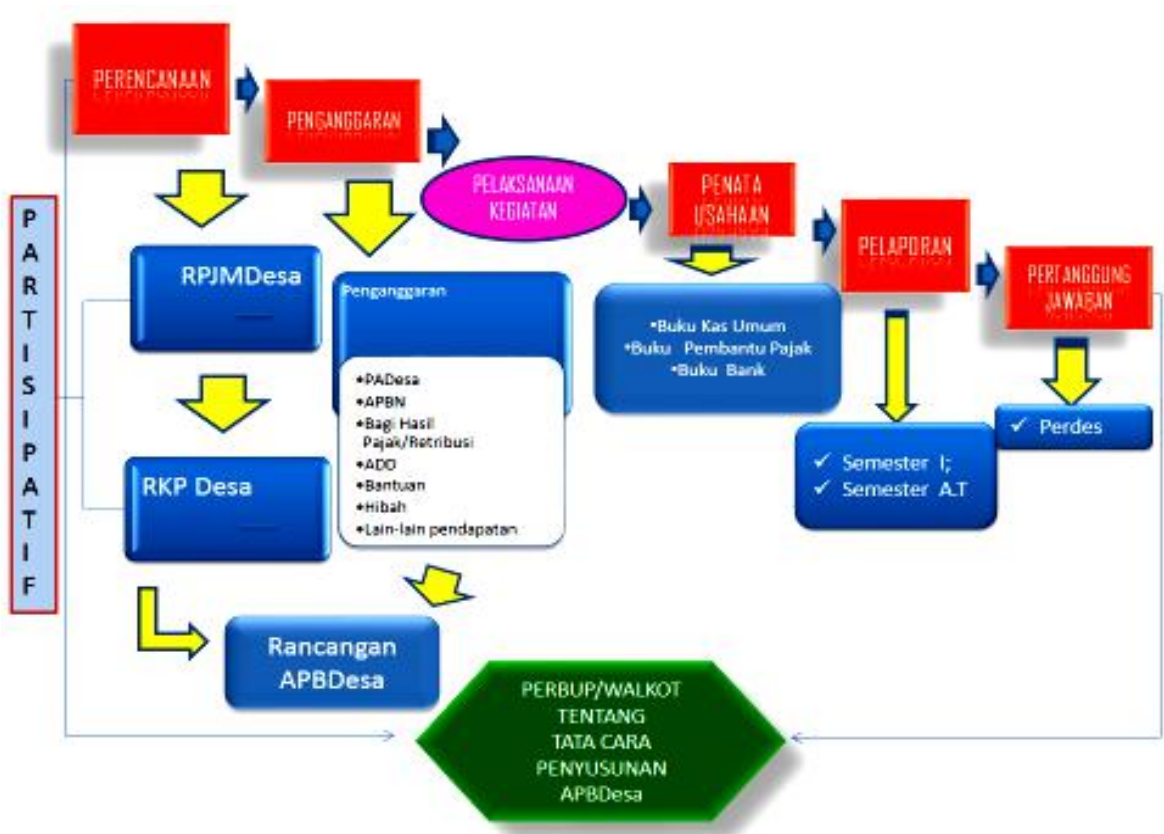 PERENCANAAN
PENGANGGARAN
PELAKSANAAN
KEGIATAN
PENATA
USAHAAN
PELAPORAN
PERTANGGUNG
JAWABAN
PARTISIPATIF
RPJMDesa
RKP Desa
Penganggaran
•PADesa
•APBN
•Bagi Hasil
Pajak/Retribusi
•ADD
•Bantuan
•Hibah
•Lain-lain pendapatan
•Buku Kas Umum
•Buku Pembantu Pajak
•Buku Bank
✓ Semester I;
✓ Semester A.T
✓ Perdes
Rancangan
APBDesa
PERBUP/WALKOT
TENTANG
TATA CARA
PENYUSUNAN
APBDesa